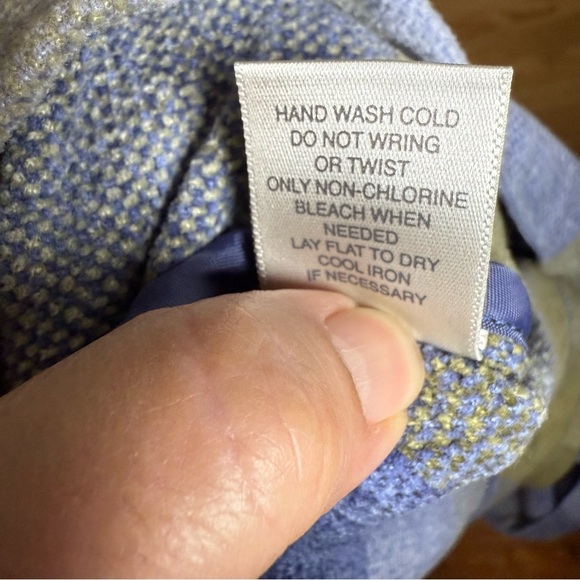 HAND WASH COLD
DO NOT WRING
OR TWIST
ONLY NON-CHLORINE
BLEACH WHEN
NEEDED
LAY FLAT TO DRY
COOL IRON
IF NECESSARY